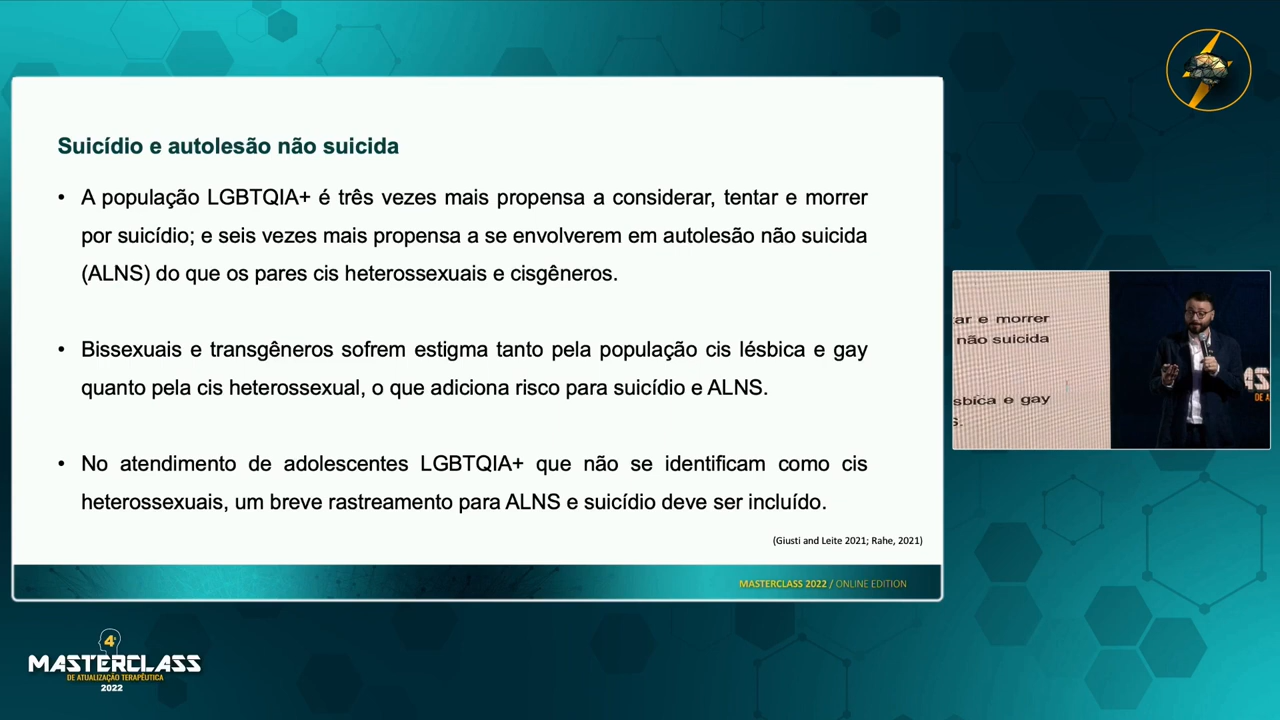 Suicídio e autolesão não suicida
• A população LGBTQIA+ é três vezes mais propensa a considerar, tentar e morrer
por suicídio; e seis vezes mais propensa a se envolverem em autolesão não suicida
(ALNS) do que os pares cis heterossexuais e cisgêneros.
• Bissexuais e transgêneros sofrem estigma tanto pela população cis lésbica e gay
quanto pela cis heterossexual, o que adiciona risco para suicídio e ALNS.
• No atendimento de adolescentes LGBTQIA+ que não se identificam como cis
heterossexuais, um breve rastreamento para ALNS e suicídio deve ser incluído.
(Giusti and Leite 2021; Rahe, 2021)
MASTERCLASS 2022 / ONLINE EDITION
ar e morrer
não suicida
sbica e gay
s.
AS
DE A
4ª
MASTERCLASS
DE ATUALIZAÇÃO TERAPÊUTICA
2022